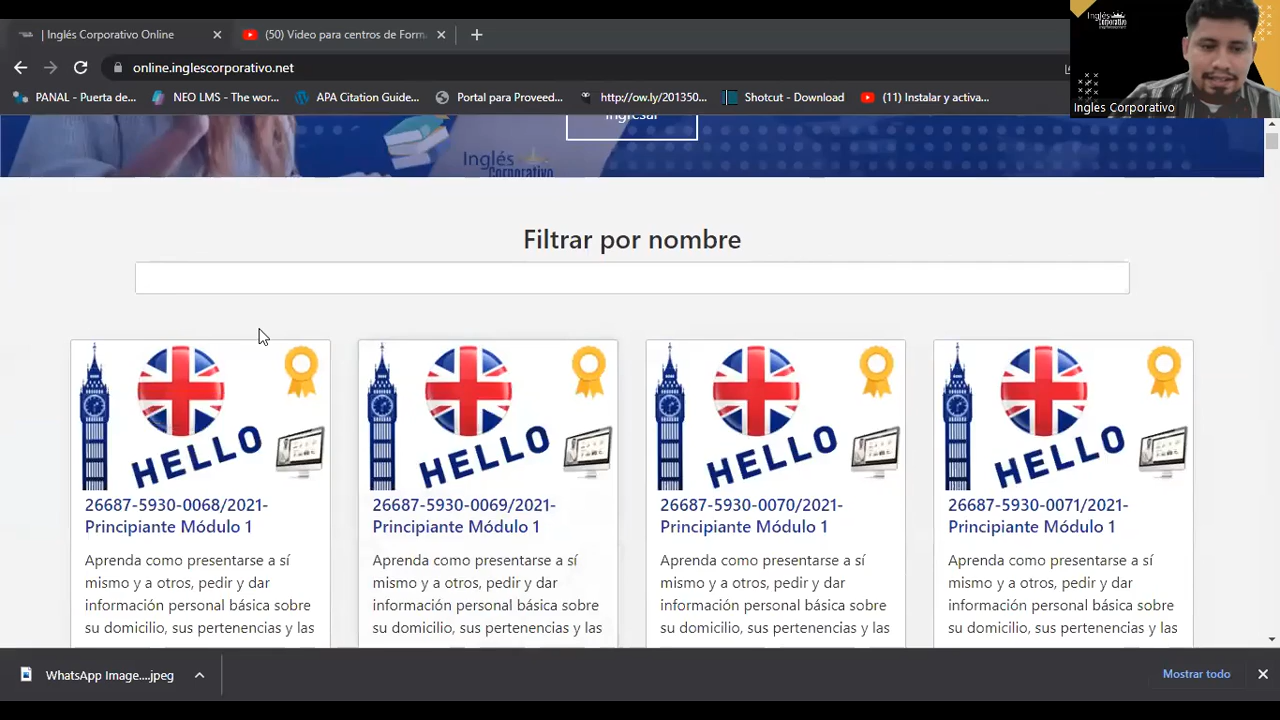 | Inglés Corporativo Online
(50) Video para centros de Form
online.inglescorporativo.net
PANAL - Puerta de...
NEO LMS - The wor...
APA Citation Guide...
Portal para Proveed...
http://ow.ly/201350...
Shotcut - Download
(11) Instalar y activa...
Inglés
Corporativo
Ingles Corporativo
Ingresar
Inglés
Corporativo
Filtrar por nombre
HELLO
HELLO
HELLO
HELLO
26687-5930-0068/2021-
Principiante Módulo 1
Aprenda como presentarse a sí
mismo y a otros, pedir y dar
información personal básica sobre
su domicilio, sus pertenencias y las
26687-5930-0069/2021-
Principiante Módulo 1
Aprenda como presentarse a sí
mismo y a otros, pedir y dar
información personal básica sobre
su domicilio, sus pertenencias y las
26687-5930-0070/2021-
Principiante Módulo 1
Aprenda como presentarse a sí
mismo y a otros, pedir y dar
información personal básica sobre
su domicilio, sus pertenencias y las
26687-5930-0071/2021-
Principiante Módulo 1
Aprenda como presentarse a sí
mismo y a otros, pedir y dar
información personal básica sobre
su domicilio, sus pertenencias y las
WhatsApp Image....jpeg
Mostrar todo